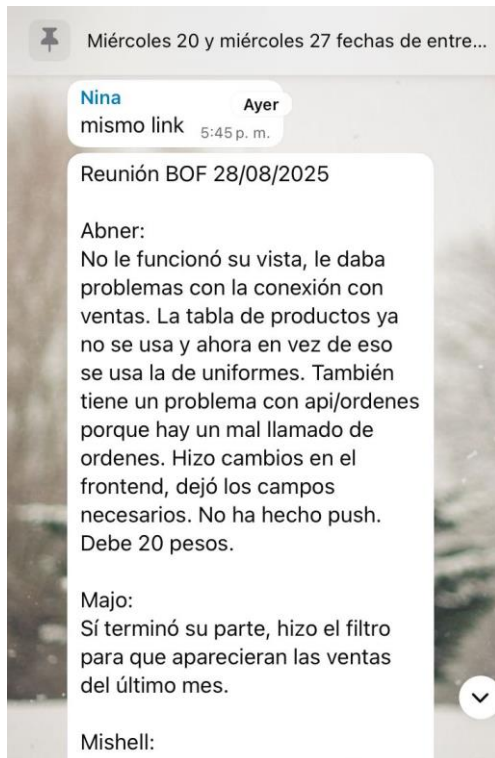 Miércoles 20 y miércoles 27 fechas de entre...
Nina
Ayer
mismo link 5:45 p. m.
Reunión BOF 28/08/2025
Abner:
No le funcionó su vista, le daba
problemas con la conexión con
ventas. La tabla de productos ya
no se usa y ahora en vez de eso
se usa la de uniformes. También
tiene un problema con api/ordenes
porque hay un mal llamado de
ordenes. Hizo cambios en el
frontend, dejó los campos
necesarios. No ha hecho push.
Debe 20 pesos.
Majo:
Sí terminó su parte, hizo el filtro
para que aparecieran las ventas
del último mes.
Mishell: